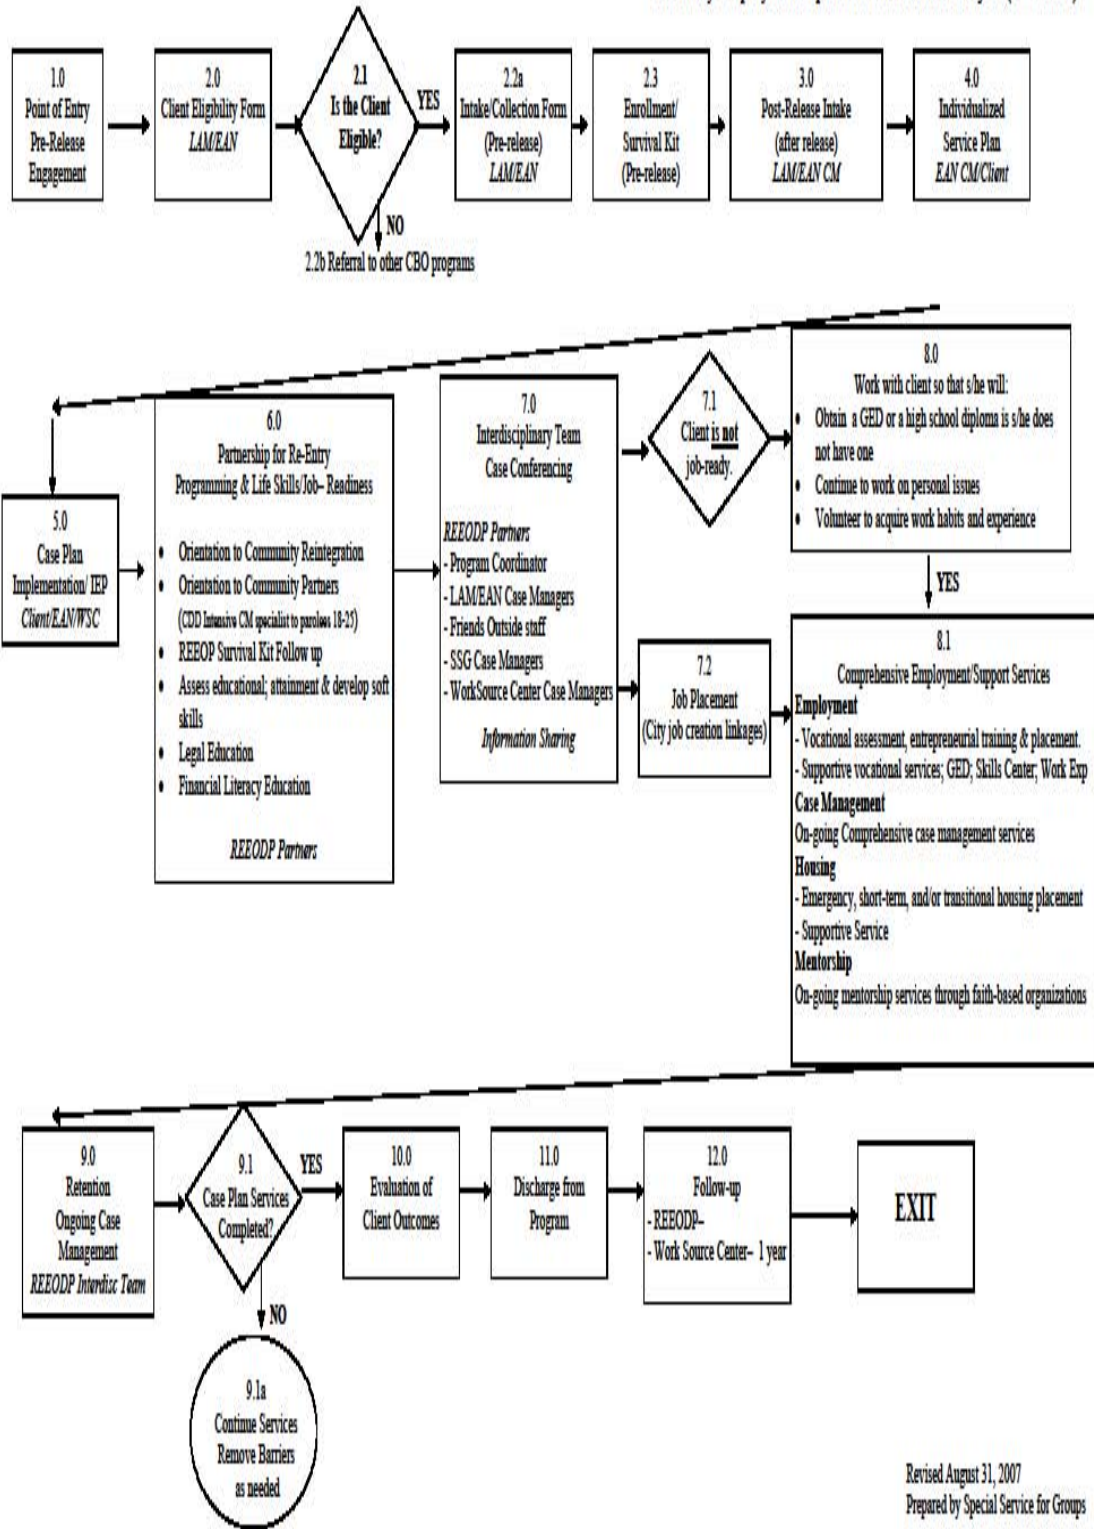 1.0
Point of Entry
Pre-Release
Engagement
2.0
Client Eligibility Form
LAM/EAN
2.1
Is the Client
Eligible?
YES
NO
2.2b Referral to other CBO programs
2.2a
Intake/Collection Form
(Pre-release)
LAM/EAN
2.3
Enrollment/
Survival Kit
(Pre-release)
3.0
Post-Release Intake
(after release)
LAM/EAN CM
4.0
Individualized
Service Plan
EAN CM/Client
5.0
Case Plan
Implementation/ IEP
Client/EAN/WSC
6.0
Partnership for Re-Entry
Programming & Life Skills/Job– Readiness
• Orientation to Community Reintegration
• Orientation to Community Partners
(CDD Intensive CM specialist to parolees 18-25)
• REEOP Survival Kit Follow up
• Assess educational; attainment & develop soft
skills
• Legal Education
• Financial Literacy Education
REEODP Partners
7.0
Interdisciplinary Team
Case Conferencing
REEODP Partners
- Program Coordinator
- LAM/EAN Case Managers
- Friends Outside staff
- SSG Case Managers
- WorkSource Center Case Managers
Information Sharing
7.1
Client is not
job-ready.
7.2
Job Placement
(City job creation linkages)
8.0
Work with client so that s/he will:
• Obtain a GED or a high school diploma is s/he does
not have one
• Continue to work on personal issues
• Volunteer to acquire work habits and experience
YES
8.1
Comprehensive Employment/Support Services
Employment
- Vocational assessment, entrepreneurial training & placement.
- Supportive vocational services; GED; Skills Center; Work Exp
Case Management
On-going Comprehensive case management services
Housing
- Emergency, short-term, and/or transitional housing placement
- Supportive Service
Mentorship
On-going mentorship services through faith-based organizations
9.0
Retention
Ongoing Case
Management
REEODP Interdisc Team
9.1
Case Plan Services
Completed?
YES
NO
9.1a
Continue Services
Remove Barriers
as needed
10.0
Evaluation of
Client Outcomes
11.0
Discharge from
Program
12.0
Follow-up
- REEODP–
- Work Source Center– 1 year
EXIT
Revised August 31, 2007
Prepared by Special Service for Groups